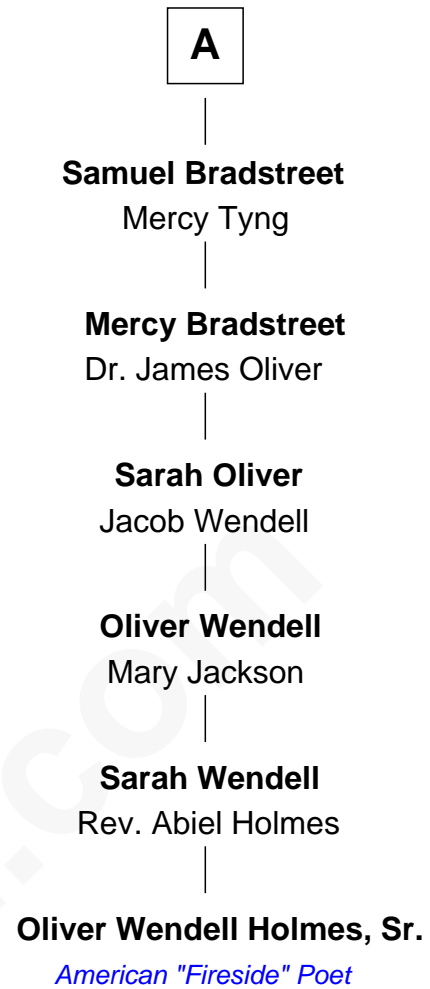 A
Samuel Bradstreet
Mercy Tyng
Mercy Bradstreet
Dr. James Oliver
Sarah Oliver
Jacob Wendell
Oliver Wendell
Mary Jackson
Sarah Wendell
Rev. Abiel Holmes
Oliver Wendell Holmes, Sr.
American "Fireside" Poet